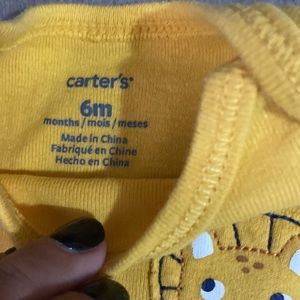 carter's
6m
months / mois / meses
Made in China
Fabriqué en Chine
Hecho en China